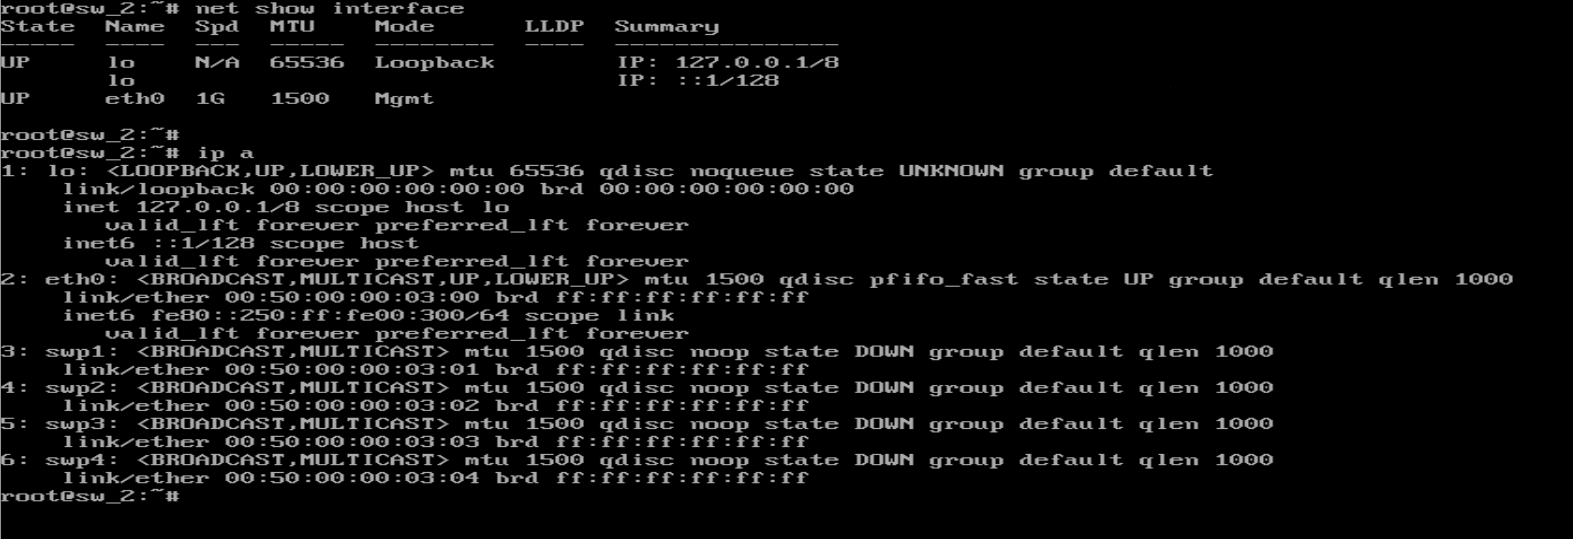 root@sw_2:~# net show interface
State  Name  Spd  MTU    Mode      LLDP  Summary
-----  ----  ---  -----  --------  ----  ---------------
UP     lo    N/A  65536  Loopback        IP: 127.0.0.1/8
       lo                                IP: ::1/128
UP     eth0  1G   1500   Mgmt
root@sw_2:~#
root@sw_2:~# ip a
1: lo: <LOOPBACK,UP,LOWER_UP> mtu 65536 qdisc noqueue state UNKNOWN group default
    link/loopback 00:00:00:00:00:00 brd 00:00:00:00:00:00
    inet 127.0.0.1/8 scope host lo
       valid_lft forever preferred_lft forever
    inet6 ::1/128 scope host
       valid_lft forever preferred_lft forever
2: eth0: <BROADCAST,MULTICAST,UP,LOWER_UP> mtu 1500 qdisc pfifo_fast state UP group default qlen 1000
    link/ether 00:50:00:00:03:00 brd ff:ff:ff:ff:ff:ff
    inet6 fe80::250:ff:fe00:300/64 scope link
       valid_lft forever preferred_lft forever
3: swp1: <BROADCAST,MULTICAST> mtu 1500 qdisc noop state DOWN group default qlen 1000
    link/ether 00:50:00:00:03:01 brd ff:ff:ff:ff:ff:ff
4: swp2: <BROADCAST,MULTICAST> mtu 1500 qdisc noop state DOWN group default qlen 1000
    link/ether 00:50:00:00:03:02 brd ff:ff:ff:ff:ff:ff
5: swp3: <BROADCAST,MULTICAST> mtu 1500 qdisc noop state DOWN group default qlen 1000
    link/ether 00:50:00:00:03:03 brd ff:ff:ff:ff:ff:ff
6: swp4: <BROADCAST,MULTICAST> mtu 1500 qdisc noop state DOWN group default qlen 1000
    link/ether 00:50:00:00:03:04 brd ff:ff:ff:ff:ff:ff
root@sw_2:~#